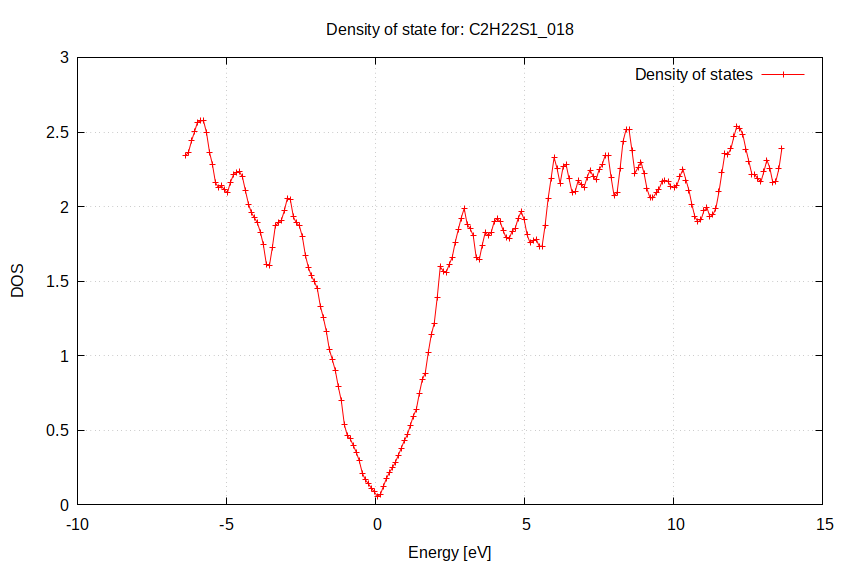 Density of state for: C2H22S1_018
Density of states
3
2.5
2
1.5
1
0.5
0
DOS
-10 -5 0 5 10 15
Energy [eV]